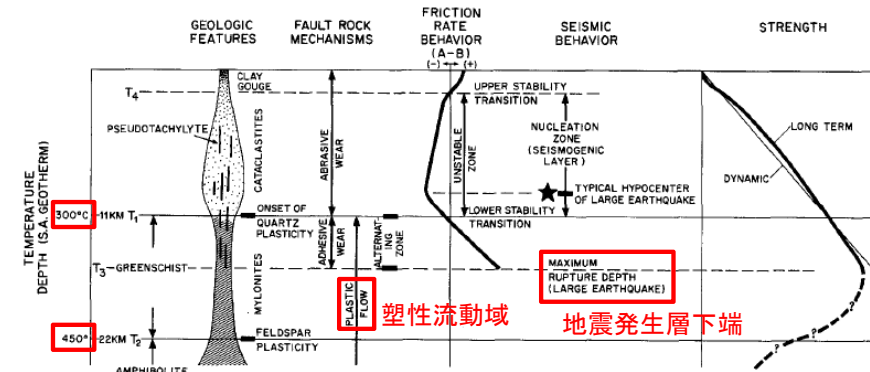 GEOLOGIC
FEATURES
FAULT ROCK
MECHANISMS
FRICTION
RATE
BEHAVIOR
(A-B)
(-) (+)
SEISMIC
BEHAVIOR
STRENGTH
TEMPERATURE
DEPTH (S.A. GEOTHERM)
CLAY
GOUGE
T4
UPPER STABILITY
TRANSITION
PSEUDOTACHYLYTE
CATACLASTITES
ABRASIVE
WEAR
UNSTABLE
ZONE
NUCLEATION
ZONE
(SEISMOGENIC
LAYER)
LONG TERM
DYNAMIC
TYPICAL HYPOCENTER
OF LARGE EARTHQUAKE
300°C 11KM T1
ONSET OF
QUARTZ PLASTICITY
LOWER STABILITY
TRANSITION
ADHESIVE
WEAR
ALTERNAT-
ING
ZONE
MYLONITES
T3 GREENSCHIST
MAXIMUM
RUPTURE DEPTH
(LARGE EARTHQUAKE)
PLASTIC
FLOW
塑性流動域
地震発生層下端
450° 22KM T2
FELDSPAR
PLASTICITY
? ? ?
AMPHIBOLITE